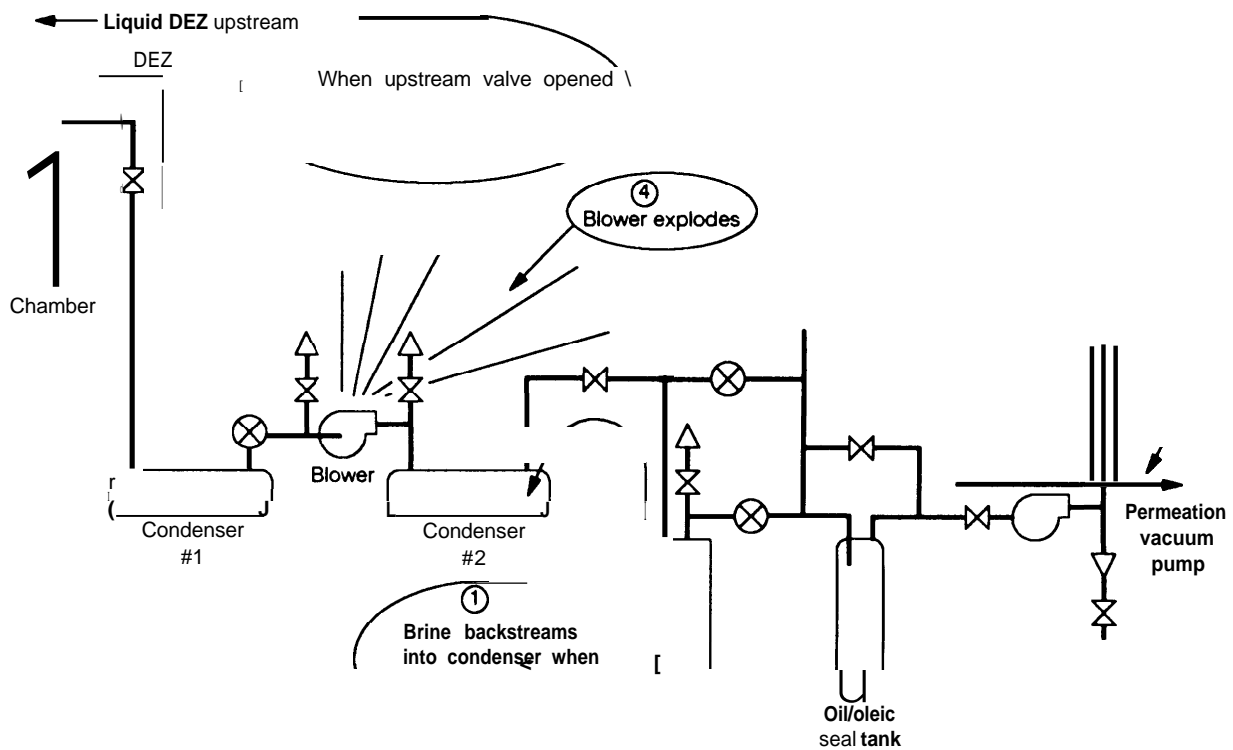 Liquid DEZ upstream
DEZ
When upstream valve opened
4
Blower explodes
1
Chamber
Blower
Condenser
#1
Condenser
#2
Permeation
vacuum
pump
1
Brine backstreams
into condenser when
Oil/oleic
seal tank